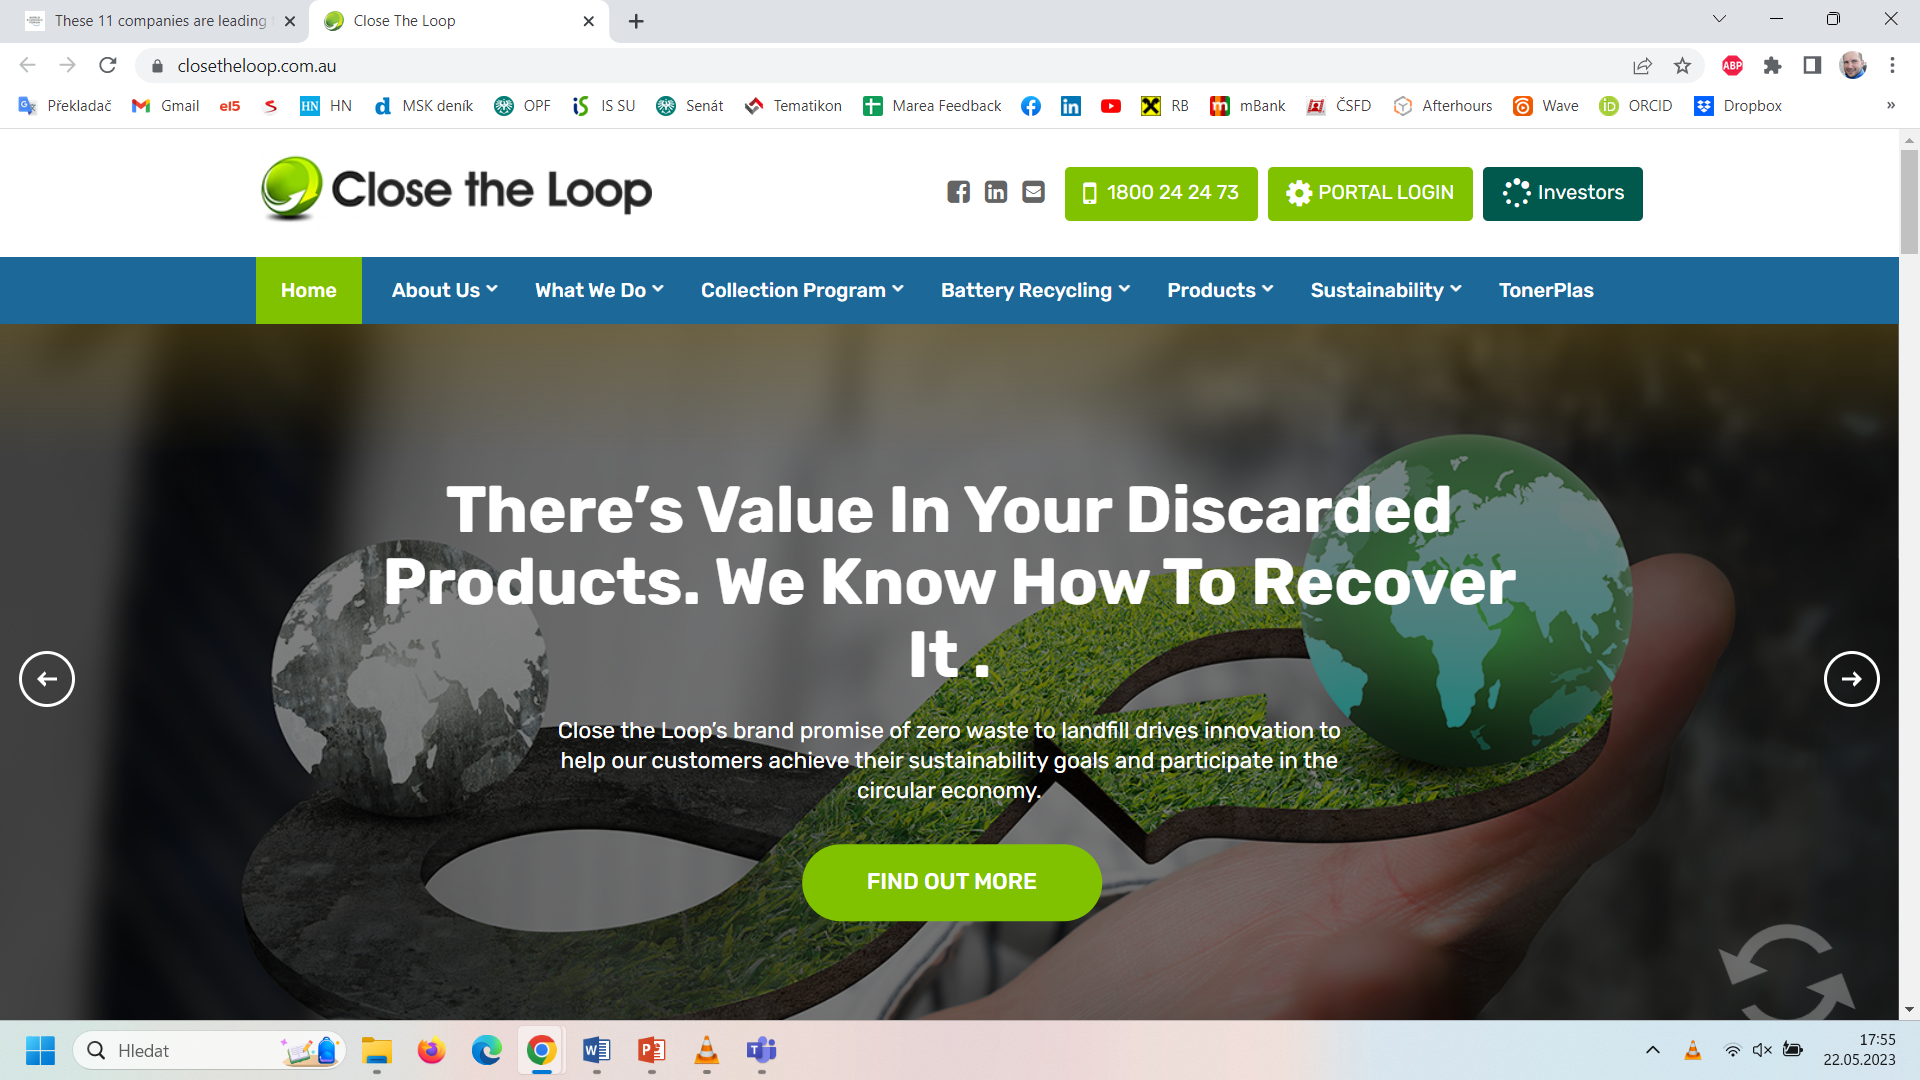 These 11 companies are leading
Close The Loop
closetheloop.com.au
ABP
Překladač
Gmail
el5
HN HN
MSK deník
OPF
IS SU
Senát
Tematikon
Marea Feedback
RB
mBank
ČSFD
Afterhours
Wave
iD ORCID
Dropbox
»
Close the Loop
1800 24 24 73
PORTAL LOGIN
Investors
Home
About Us
What We Do
Collection Program
Battery Recycling
Products
Sustainability
TonerPlas
There’s Value In Your Discarded
Products. We Know How To Recover
It .
Close the Loop’s brand promise of zero waste to landfill drives innovation to
help our customers achieve their sustainability goals and participate in the
circular economy.
FIND OUT MORE
Hledat
17:55
22.05.2023